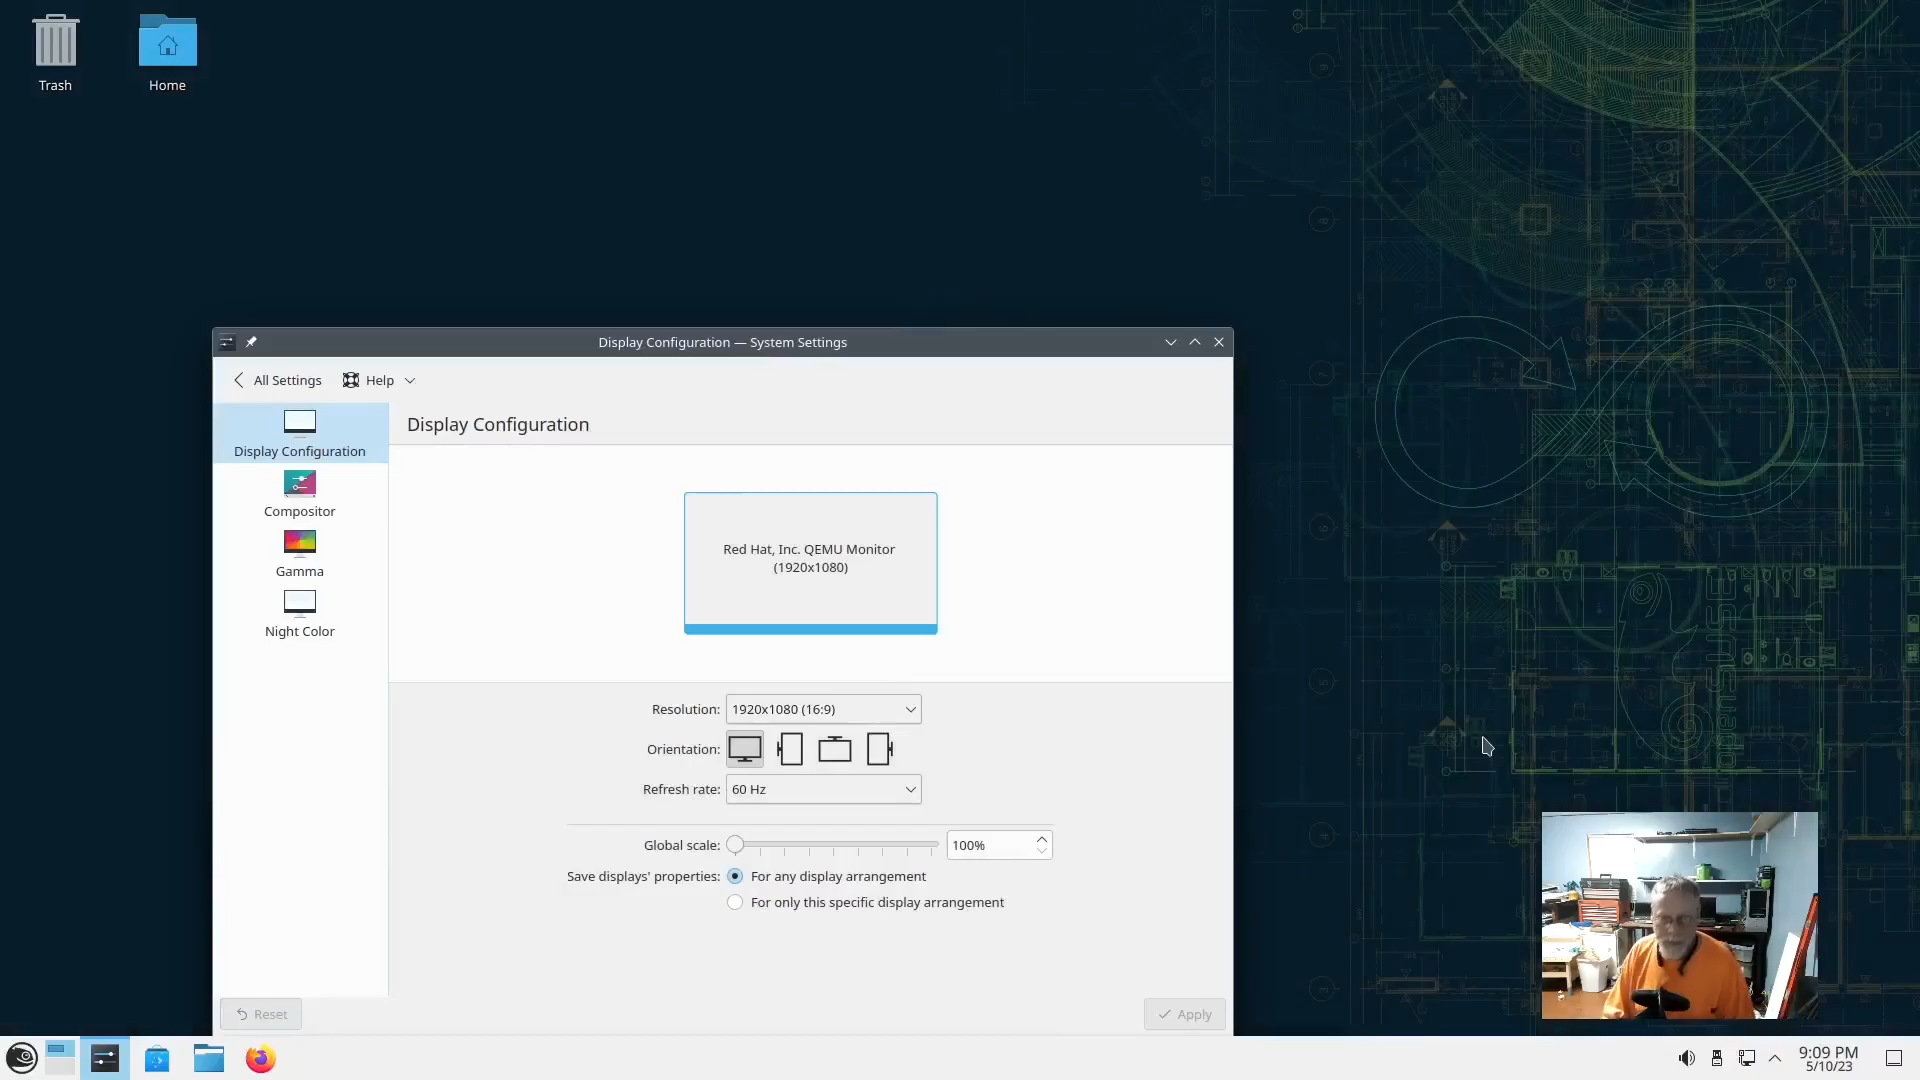 Trash
Home
Display Configuration — System Settings
All Settings
Help
Display Configuration
Display Configuration
Compositor
Gamma
Night Color
Red Hat, Inc. QEMU Monitor
(1920x1080)
Resolution:
1920x1080 (16:9)
Orientation:
Refresh rate:
60 Hz
Global scale:
100%
Save displays' properties:
For any display arrangement
For only this specific display arrangement
Reset
Apply
openSUSE
9:09 PM
5/10/23